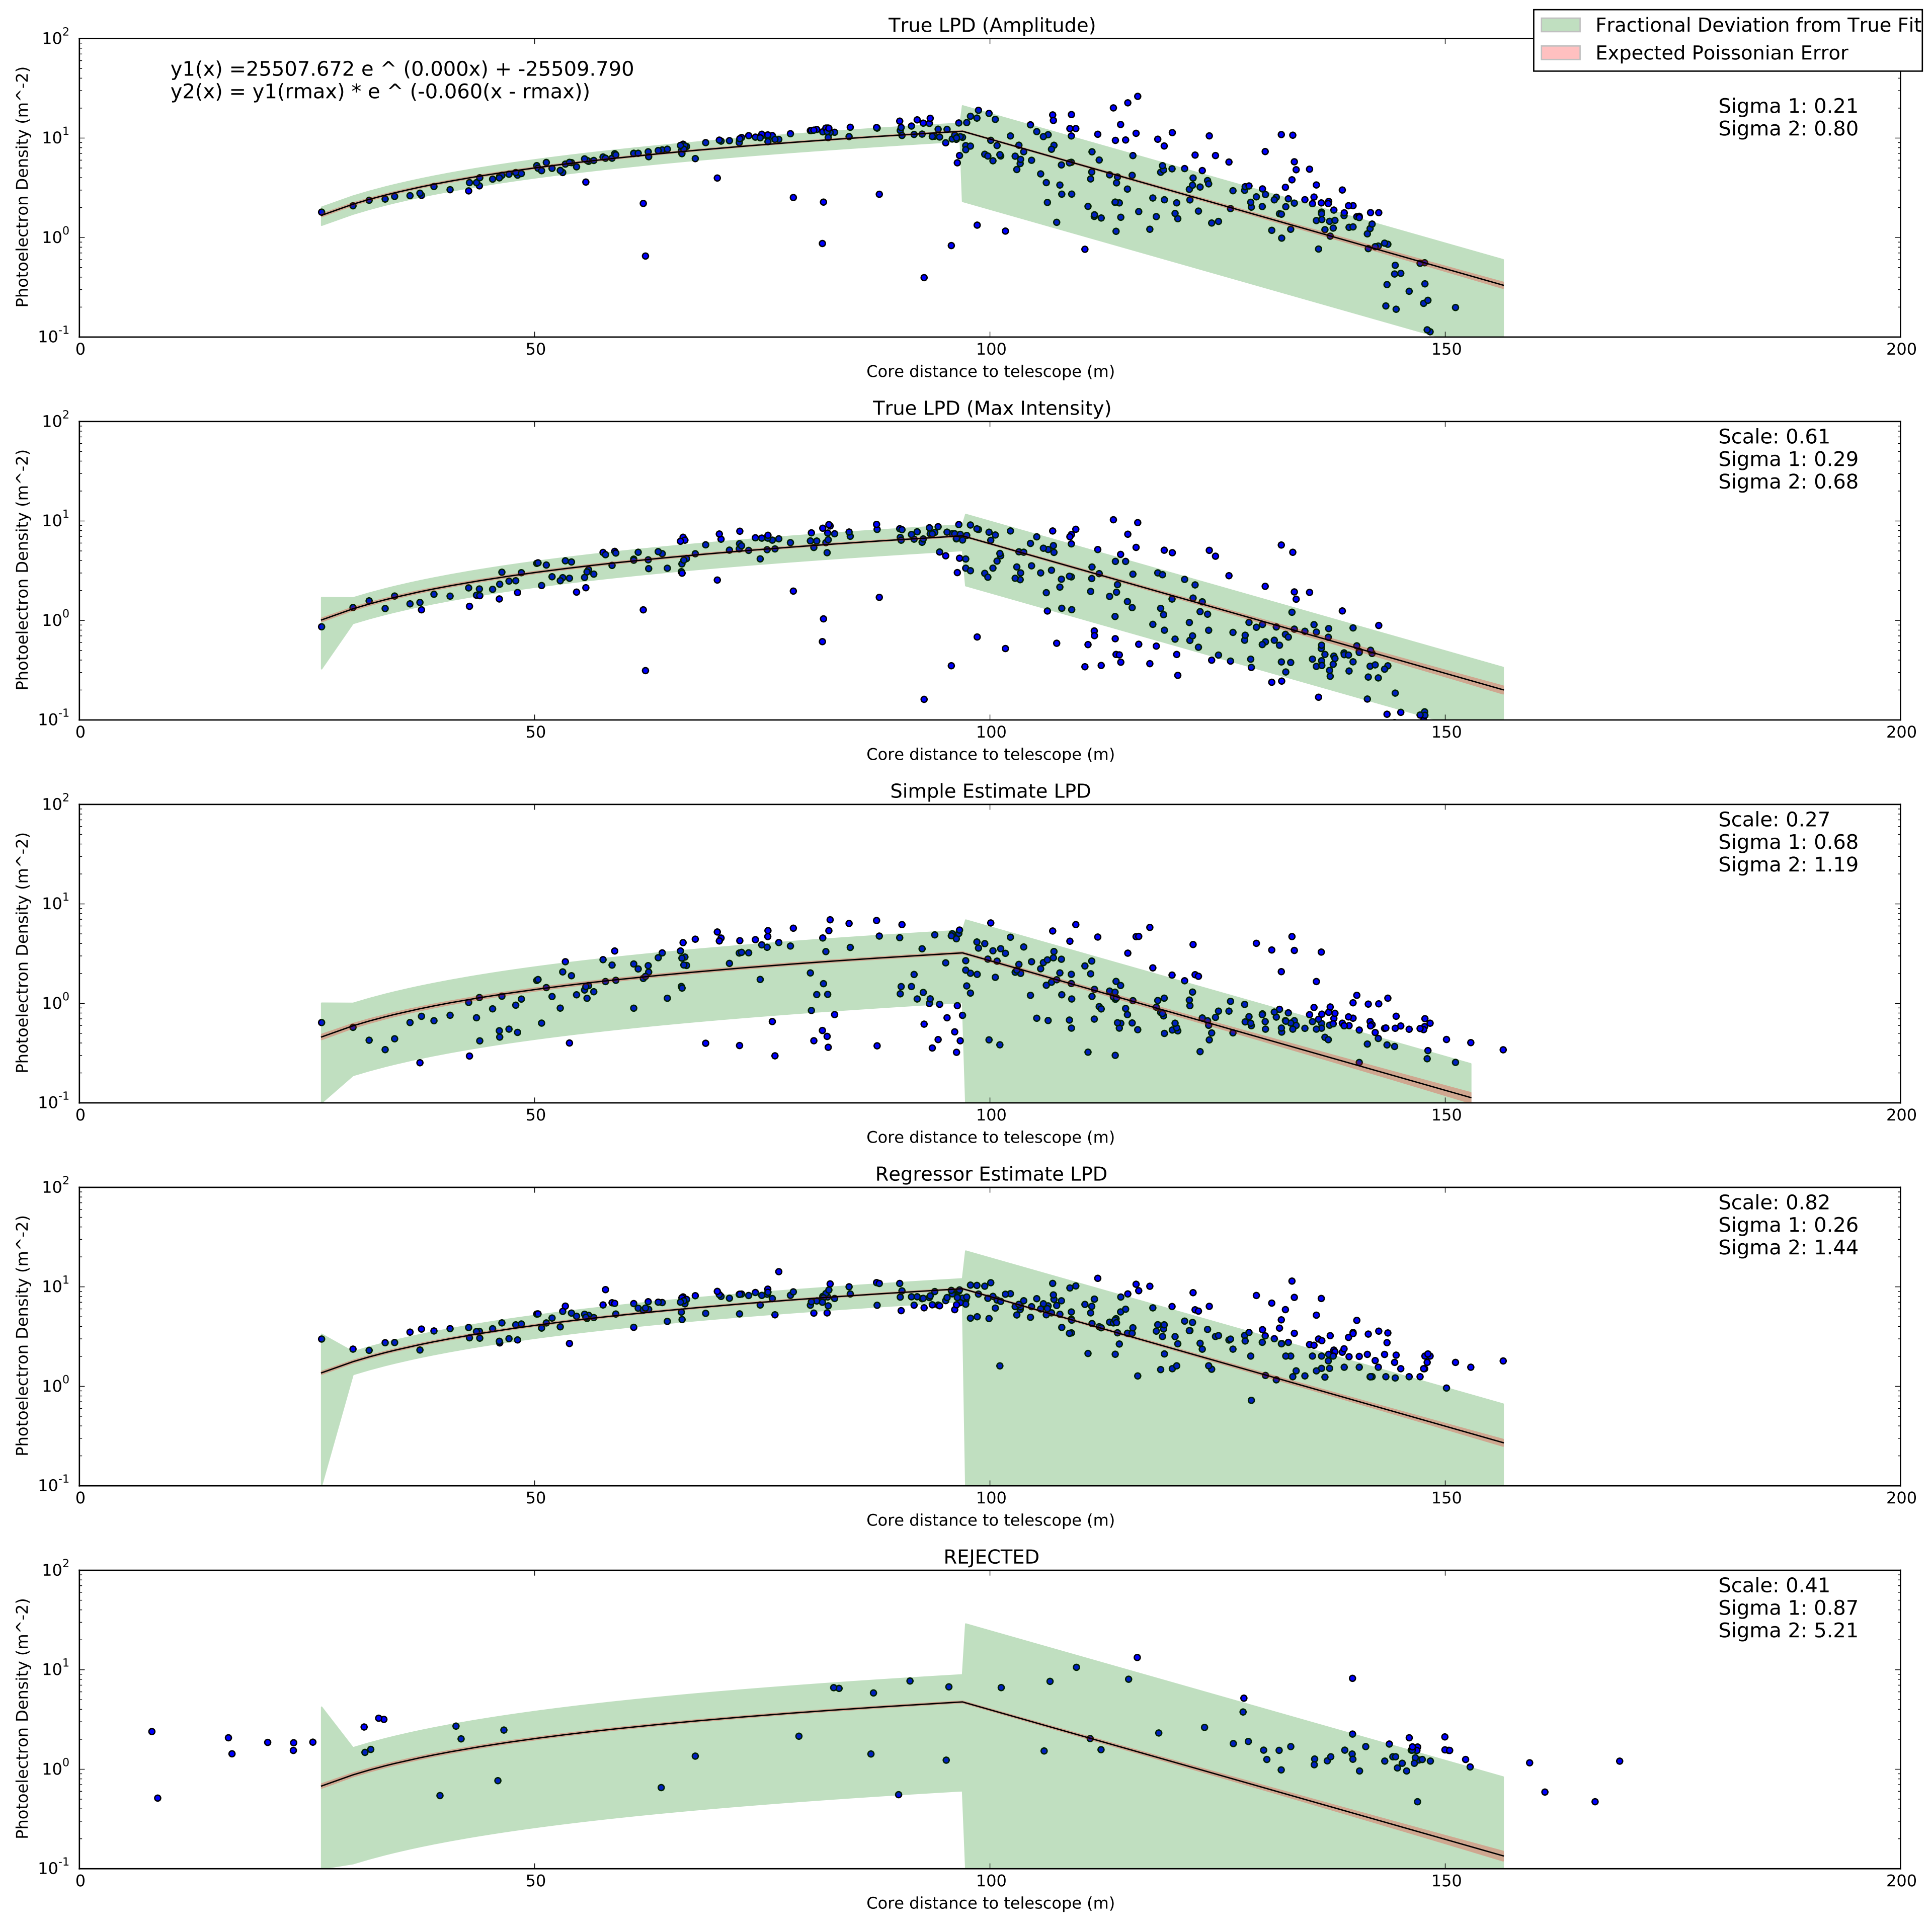 True LPD (Amplitude)
Fractional Deviation from True Fit
Expected Poissonian Error
y1(x) =25507.672 e ^ (0.000x) + -25509.790
y2(x) = y1(rmax) * e ^ (-0.060(x - rmax))
Sigma 1: 0.21
Sigma 2: 0.80
Photoelectron Density (m^-2)
10^2
10^1
10^0
10^-1
0 50 100 150 200
Core distance to telescope (m)
True LPD (Max Intensity)
Scale: 0.61
Sigma 1: 0.29
Sigma 2: 0.68
Photoelectron Density (m^-2)
10^2
10^1
10^0
10^-1
0 50 100 150 200
Core distance to telescope (m)
Simple Estimate LPD
Scale: 0.27
Sigma 1: 0.68
Sigma 2: 1.19
Photoelectron Density (m^-2)
10^2
10^1
10^0
10^-1
0 50 100 150 200
Core distance to telescope (m)
Regressor Estimate LPD
Scale: 0.82
Sigma 1: 0.26
Sigma 2: 1.44
Photoelectron Density (m^-2)
10^2
10^1
10^0
10^-1
0 50 100 150 200
Core distance to telescope (m)
REJECTED
Scale: 0.41
Sigma 1: 0.87
Sigma 2: 5.21
Photoelectron Density (m^-2)
10^2
10^1
10^0
10^-1
0 50 100 150 200
Core distance to telescope (m)